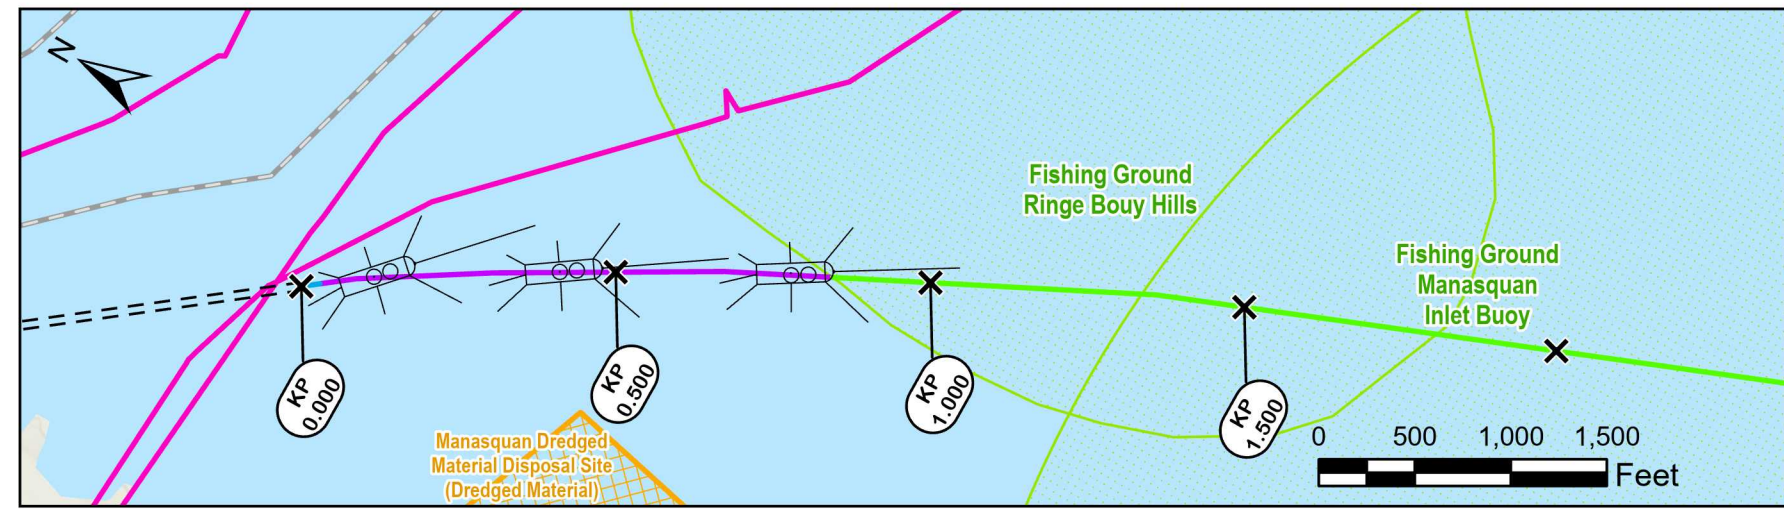 N
Fishing Ground
Ringe Bouy Hills
Fishing Ground
Manasquan
Inlet Buoy
KP
0.000
KP
0.500
KP
1.000
KP
1.500
Manasquan Dredged
Material Disposal Site
(Dredged Material)
0 500 1,000 1,500
Feet